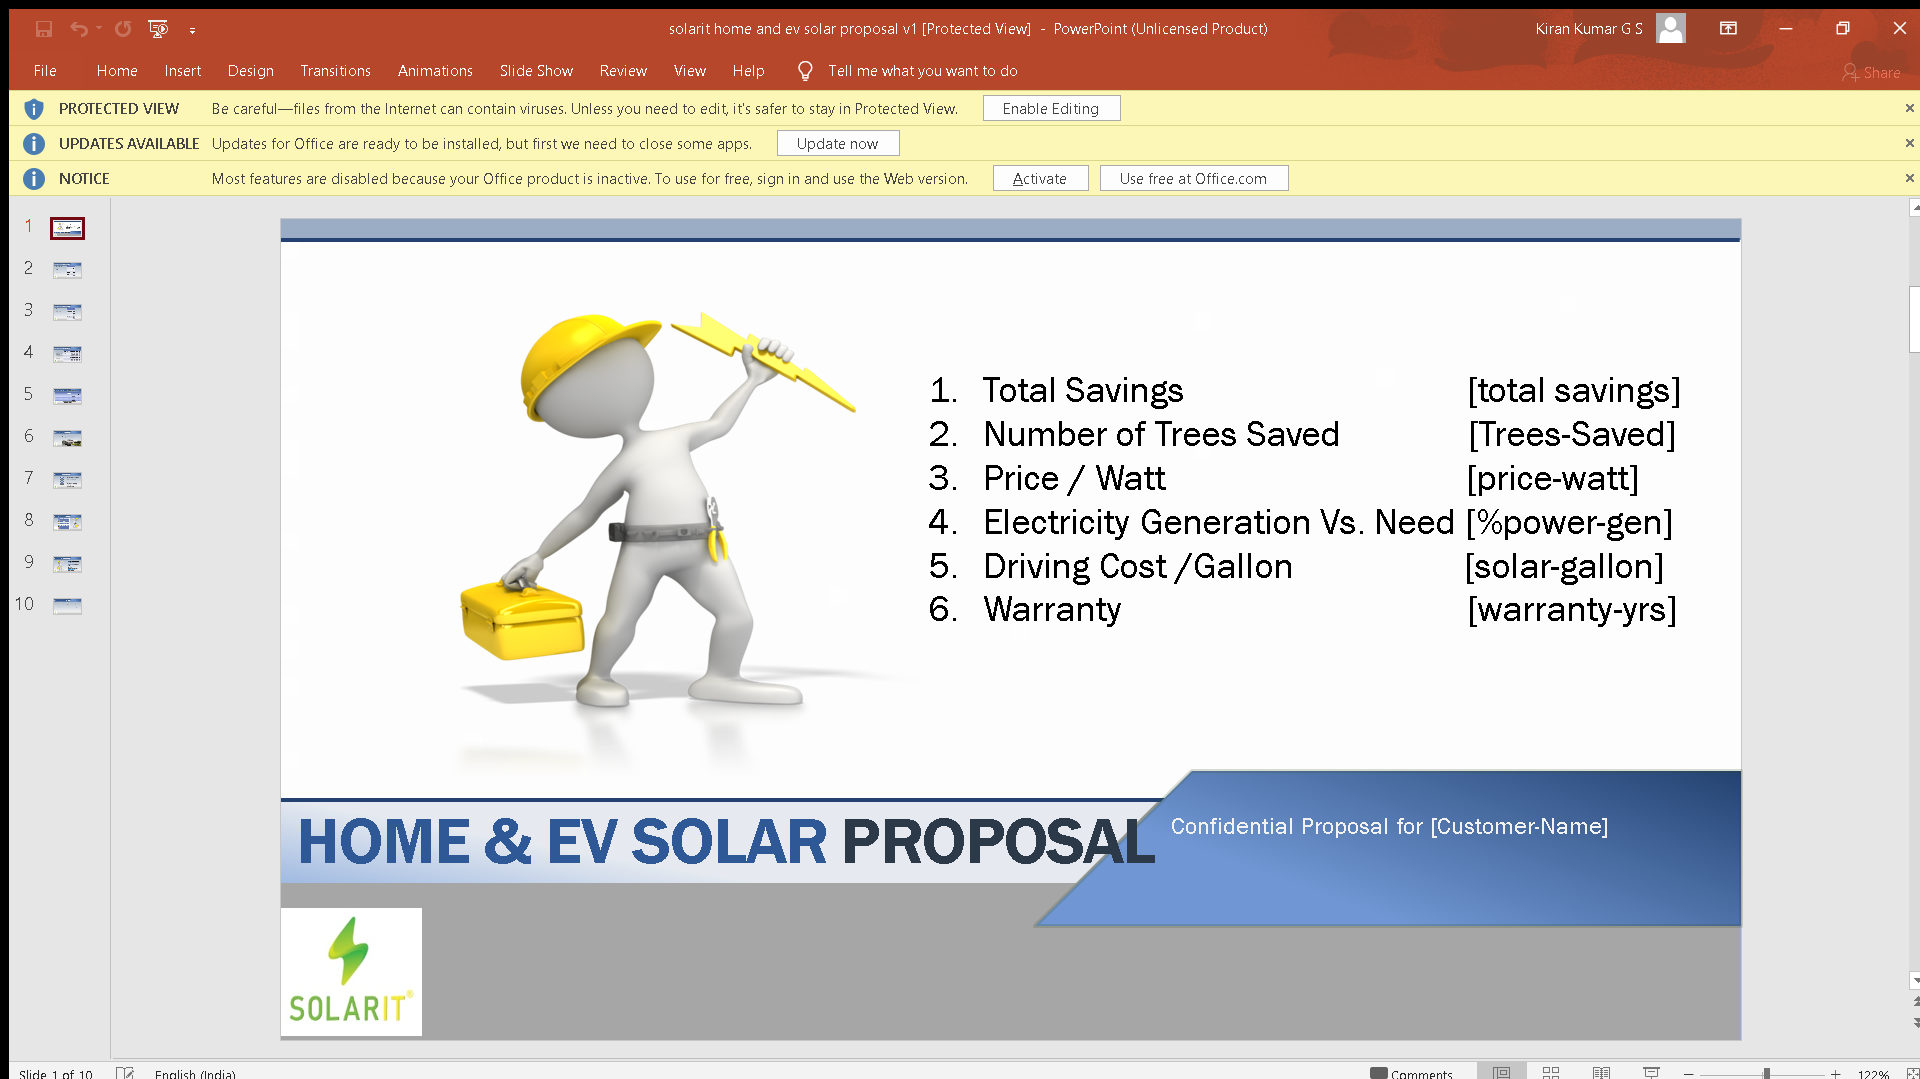 solarit home and ev solar proposal v1 [Protected View] - PowerPoint (Unlicensed Product)
Kiran Kumar G S
File Home Insert Design Transitions Animations Slide Show Review View Help Tell me what you want to do
Share
PROTECTED VIEW Be careful—files from the Internet can contain viruses. Unless you need to edit, it's safer to stay in Protected View. Enable Editing
UPDATES AVAILABLE Updates for Office are ready to be installed, but first we need to close some apps. Update now
NOTICE Most features are disabled because your Office product is inactive. To use for free, sign in and use the Web version. Activate Use free at Office.com
1
2
3
4
5
6
7
8
9
10
1. Total Savings [total savings]
2. Number of Trees Saved [Trees-Saved]
3. Price / Watt [price-watt]
4. Electricity Generation Vs. Need [%power-gen]
5. Driving Cost /Gallon [solar-gallon]
6. Warranty [warranty-yrs]
HOME & EV SOLAR PROPOSAL
Confidential Proposal for [Customer-Name]
SOLARIT
Slide 1 of 10 English (India) Comments 122%